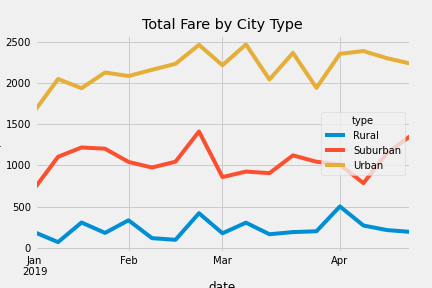 Total Fare by City Type
2500
2000
1500
1000
500
0
type
Rural
Suburban
Urban
Jan Feb Mar Apr
2019
date